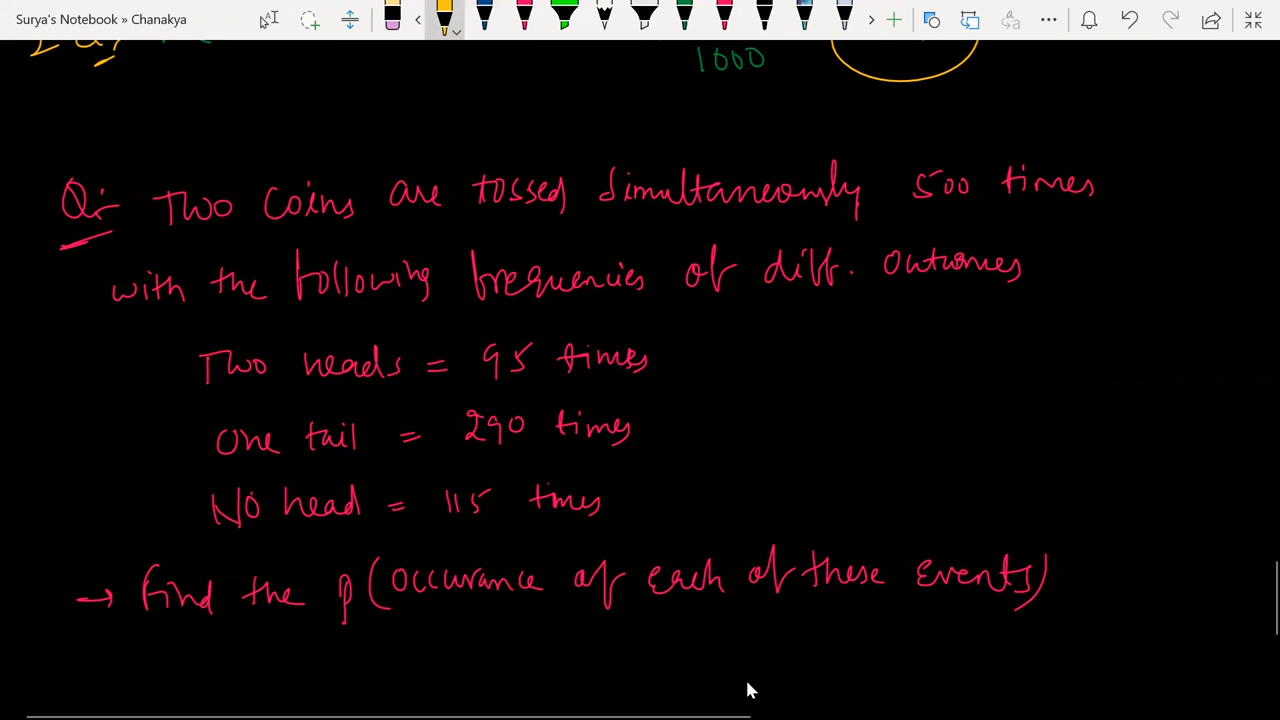 Surya's Notebook » Chanakya
1000
Q:- Two coins are tossed simultaneously 500 times
with the following frequencies of diff. outcomes
Two heads = 95 times
One tail = 290 times
No head = 115 times
→ Find the P(occurance of each of these events)